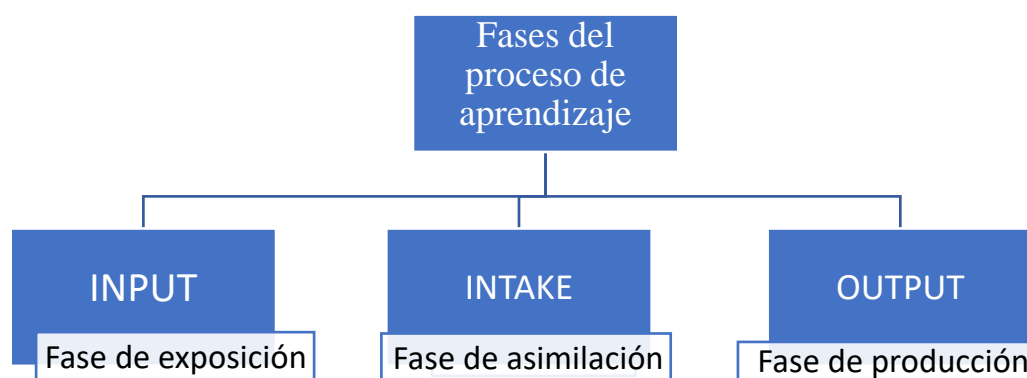 Fases del
proceso de
aprendizaje
INPUT
INTAKE
OUTPUT
Fase de exposición
Fase de asimilación
Fase de producción